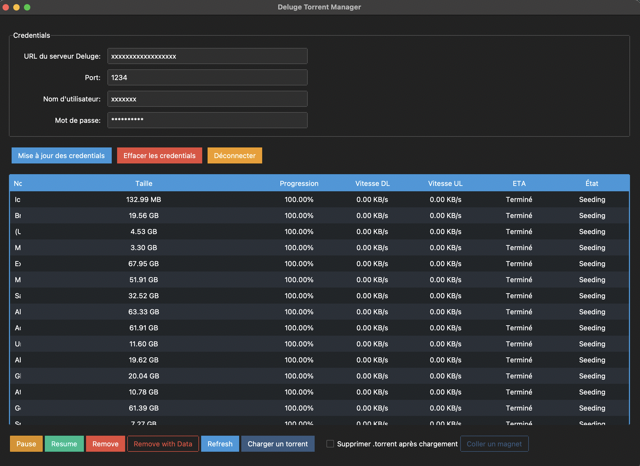 Deluge Torrent Manager
Credentials
URL du serveur Deluge: xxxxxxxxxxxxxxxxxx
Port: 1234
Nom d'utilisateur: xxxxxxx
Mot de passe: **********
Mise à jour des credentials Effacer les credentials Déconnecter
Taille Progression Vitesse DL Vitesse UL ETA État
132.99 MB 100.00% 0.00 KB/s 0.00 KB/s Terminé Seeding
19.56 GB 100.00% 0.00 KB/s 0.00 KB/s Terminé Seeding
4.53 GB 100.00% 0.00 KB/s 0.00 KB/s Terminé Seeding
3.30 GB 100.00% 0.00 KB/s 0.00 KB/s Terminé Seeding
67.95 GB 100.00% 0.00 KB/s 0.00 KB/s Terminé Seeding
51.91 GB 100.00% 0.00 KB/s 0.00 KB/s Terminé Seeding
32.52 GB 100.00% 0.00 KB/s 0.00 KB/s Terminé Seeding
63.33 GB 100.00% 0.00 KB/s 0.00 KB/s Terminé Seeding
61.91 GB 100.00% 0.00 KB/s 0.00 KB/s Terminé Seeding
11.60 GB 100.00% 0.00 KB/s 0.00 KB/s Terminé Seeding
19.62 GB 100.00% 0.00 KB/s 0.00 KB/s Terminé Seeding
20.04 GB 100.00% 0.00 KB/s 0.00 KB/s Terminé Seeding
10.78 GB 100.00% 0.00 KB/s 0.00 KB/s Terminé Seeding
61.39 GB 100.00% 0.00 KB/s 0.00 KB/s Terminé Seeding
7.27 GB 100.00% 0.00 KB/s 0.00 KB/s Terminé Seeding
Pause Resume Remove Remove with Data Refresh Charger un torrent Supprimer .torrent après chargement Coller un magnet